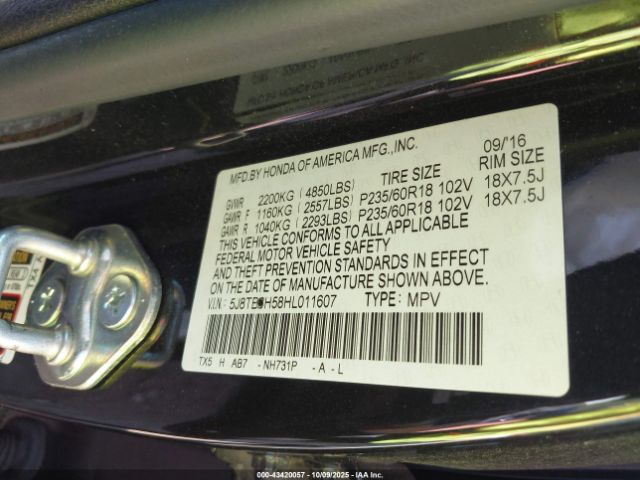 MFD.BY HONDA OF AMERICA MFG.,INC. 09/'16
TIRE SIZE RIM SIZE
GVWR 2200KG ( 4850LBS)
GAWR F 1160KG ( 2557LBS) P235/60R18 102V 18X7.5J
GAWR R 1040KG ( 2293LBS) P235/60R18 102V 18X7.5J
THIS VEHICLE CONFORMS TO ALL APPLICABLE
FEDERAL MOTOR VEHICLE SAFETY
AND THEFT PREVENTION STANDARDS IN EFFECT
ON THE DATE OF MANUFACTURE SHOWN ABOVE.
V.I.N: 5J8TB3H58HL011607 TYPE: MPV
TX5 H AB7 - NH731P - A - L
000-43420057 - 10/09/2025 - IAAI.com